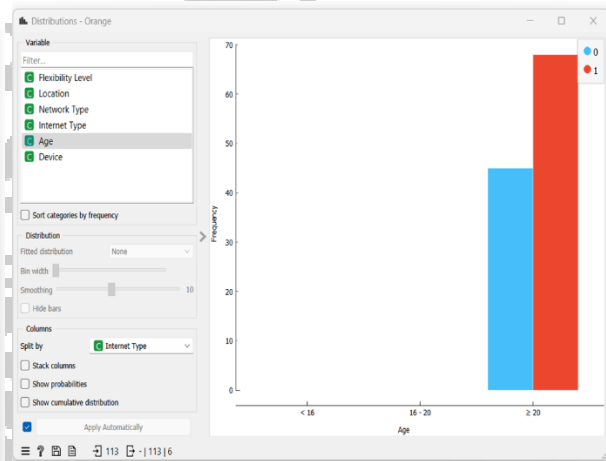 Distributions - Orange
Variable
Filter...
C Flexibility Level
C Location
C Network Type
C Internet Type
C Age
C Device
Sort categories by frequency
Distribution
Fitted distribution None
Bin width
Smoothing 10
Hide bars
Columns
Split by C Internet Type
Stack columns
Show probabilities
Show cumulative distribution
Apply Automatically
113 - | 113 | 6
Frequency
70
60
50
40
30
20
10
0
< 16 16 - 20 ≥ 20
Age
0
1